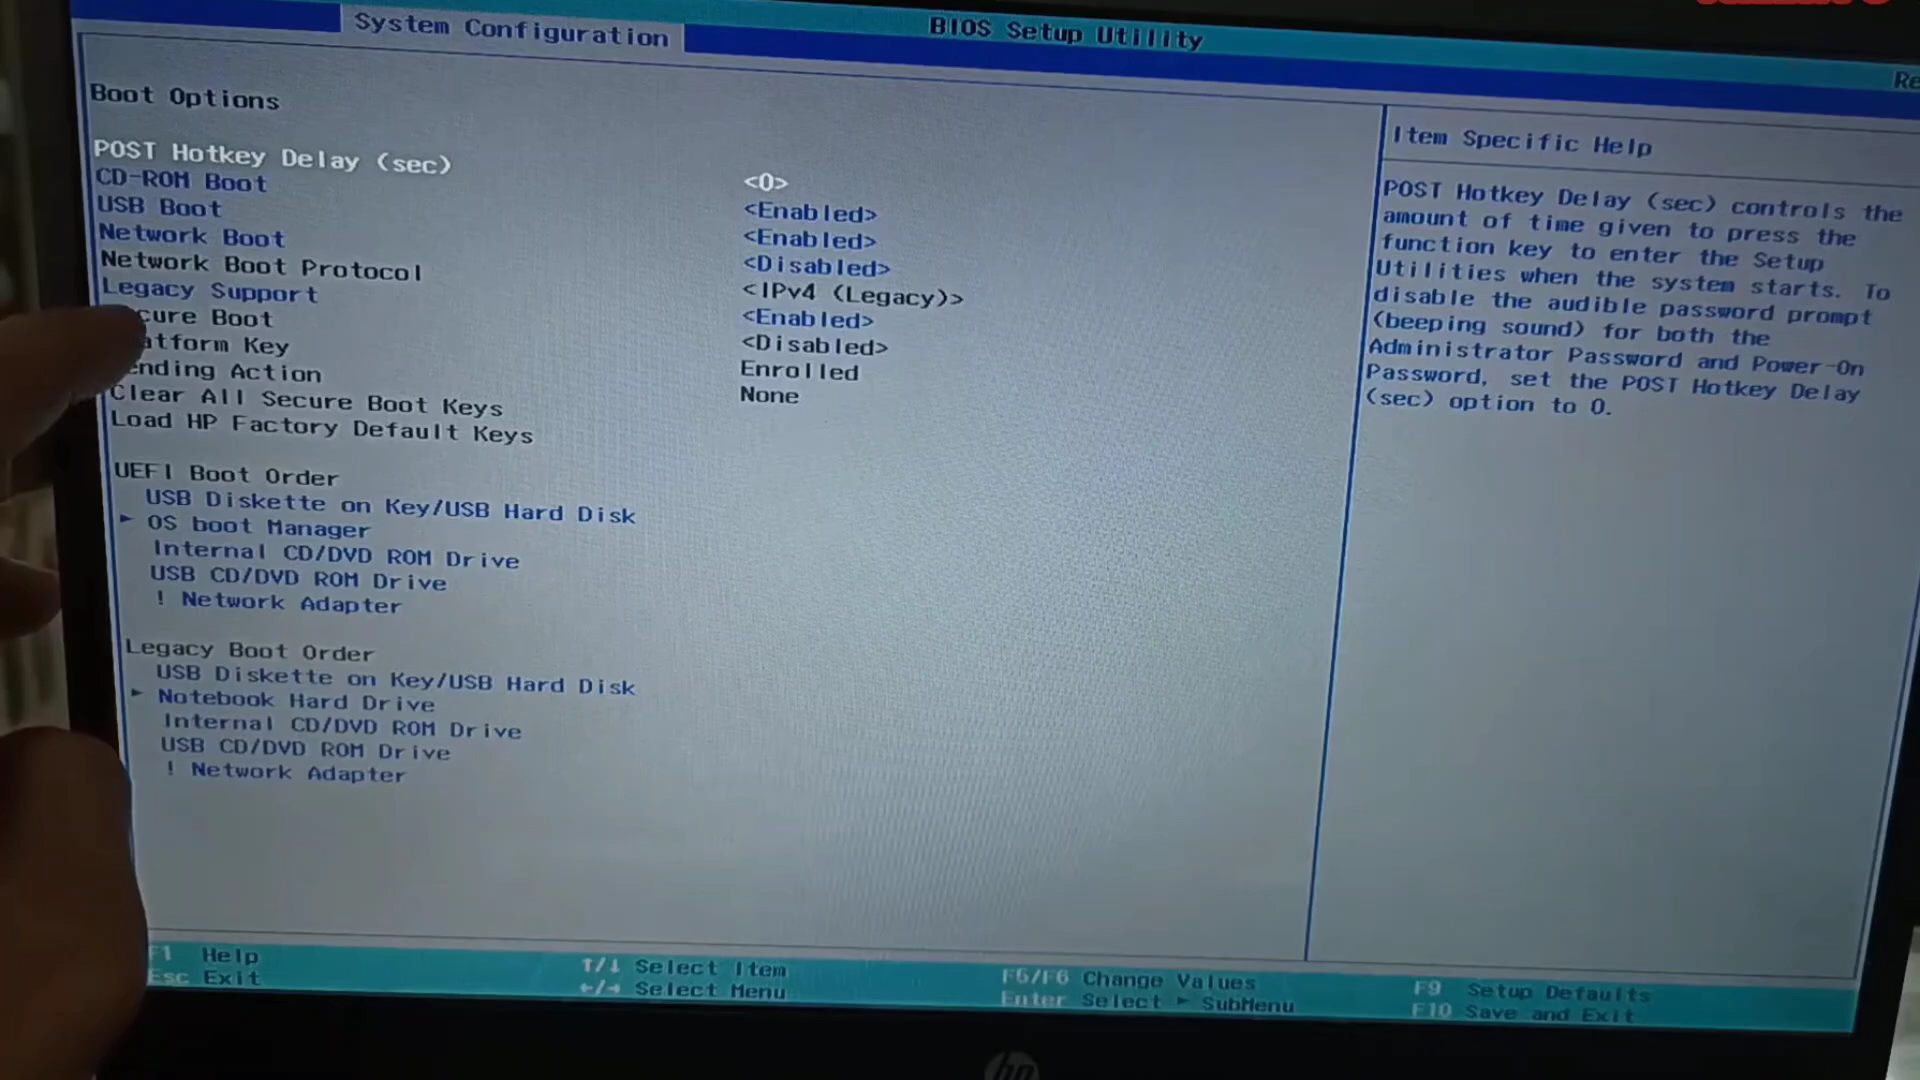 System Configuration
BIOS Setup Utility
Boot Options
POST Hotkey Delay (sec) <0>
CD-ROM Boot <Enabled>
USB Boot <Enabled>
Network Boot <Disabled>
Network Boot Protocol <IPv4 (Legacy)>
Legacy Support <Enabled>
cure Boot <Disabled>
atform Key Enrolled
ending Action None
Clear All Secure Boot Keys
Load HP Factory Default Keys
UEFI Boot Order
USB Diskette on Key/USB Hard Disk
► OS boot Manager
Internal CD/DVD ROM Drive
USB CD/DVD ROM Drive
! Network Adapter
Legacy Boot Order
USB Diskette on Key/USB Hard Disk
► Notebook Hard Drive
Internal CD/DVD ROM Drive
USB CD/DVD ROM Drive
! Network Adapter
Item Specific Help
POST Hotkey Delay (sec) controls the
amount of time given to press the
function key to enter the Setup
Utilities when the system starts. To
disable the audible password prompt
(beeping sound) for both the
Administrator Password and Power-On
Password, set the POST Hotkey Delay
(sec) option to 0.
F1 Help ↑/↓ Select Item F5/F6 Change Values F9 Setup Defaults
Esc Exit ←/→ Select Menu Enter Select ► SubMenu F10 Save and Exit
hp